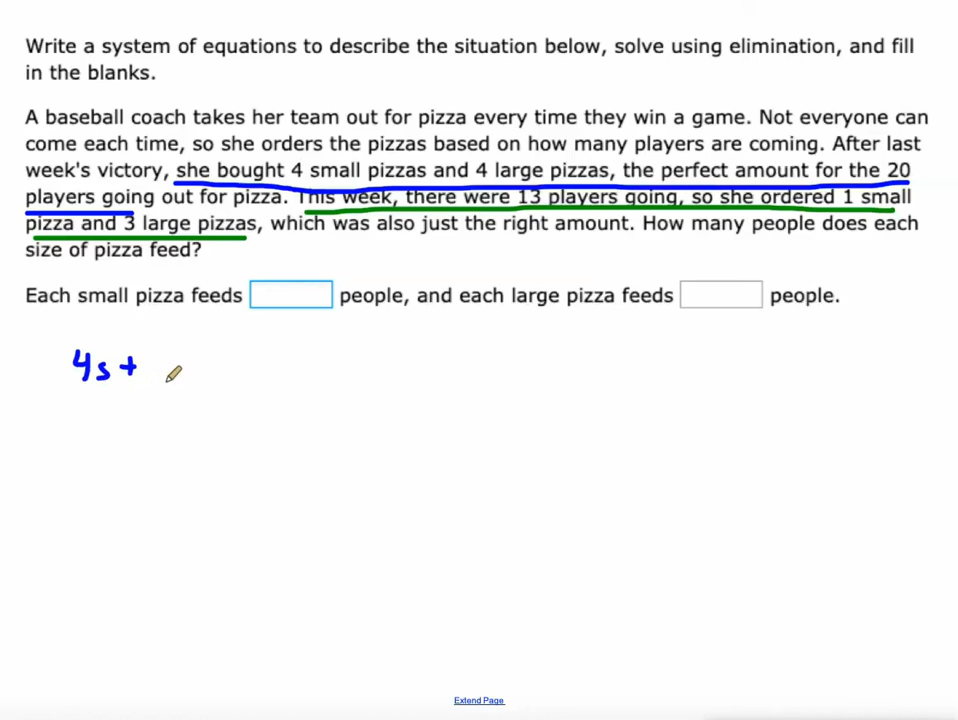 Write a system of equations to describe the situation below, solve using elimination, and fill
in the blanks.
A baseball coach takes her team out for pizza every time they win a game. Not everyone can
come each time, so she orders the pizzas based on how many players are coming. After last
week's victory, she bought 4 small pizzas and 4 large pizzas, the perfect amount for the 20
players going out for pizza. This week, there were 13 players going, so she ordered 1 small
pizza and 3 large pizzas, which was also just the right amount. How many people does each
size of pizza feed?
Each small pizza feeds people, and each large pizza feeds people.
4s +
Extend Page